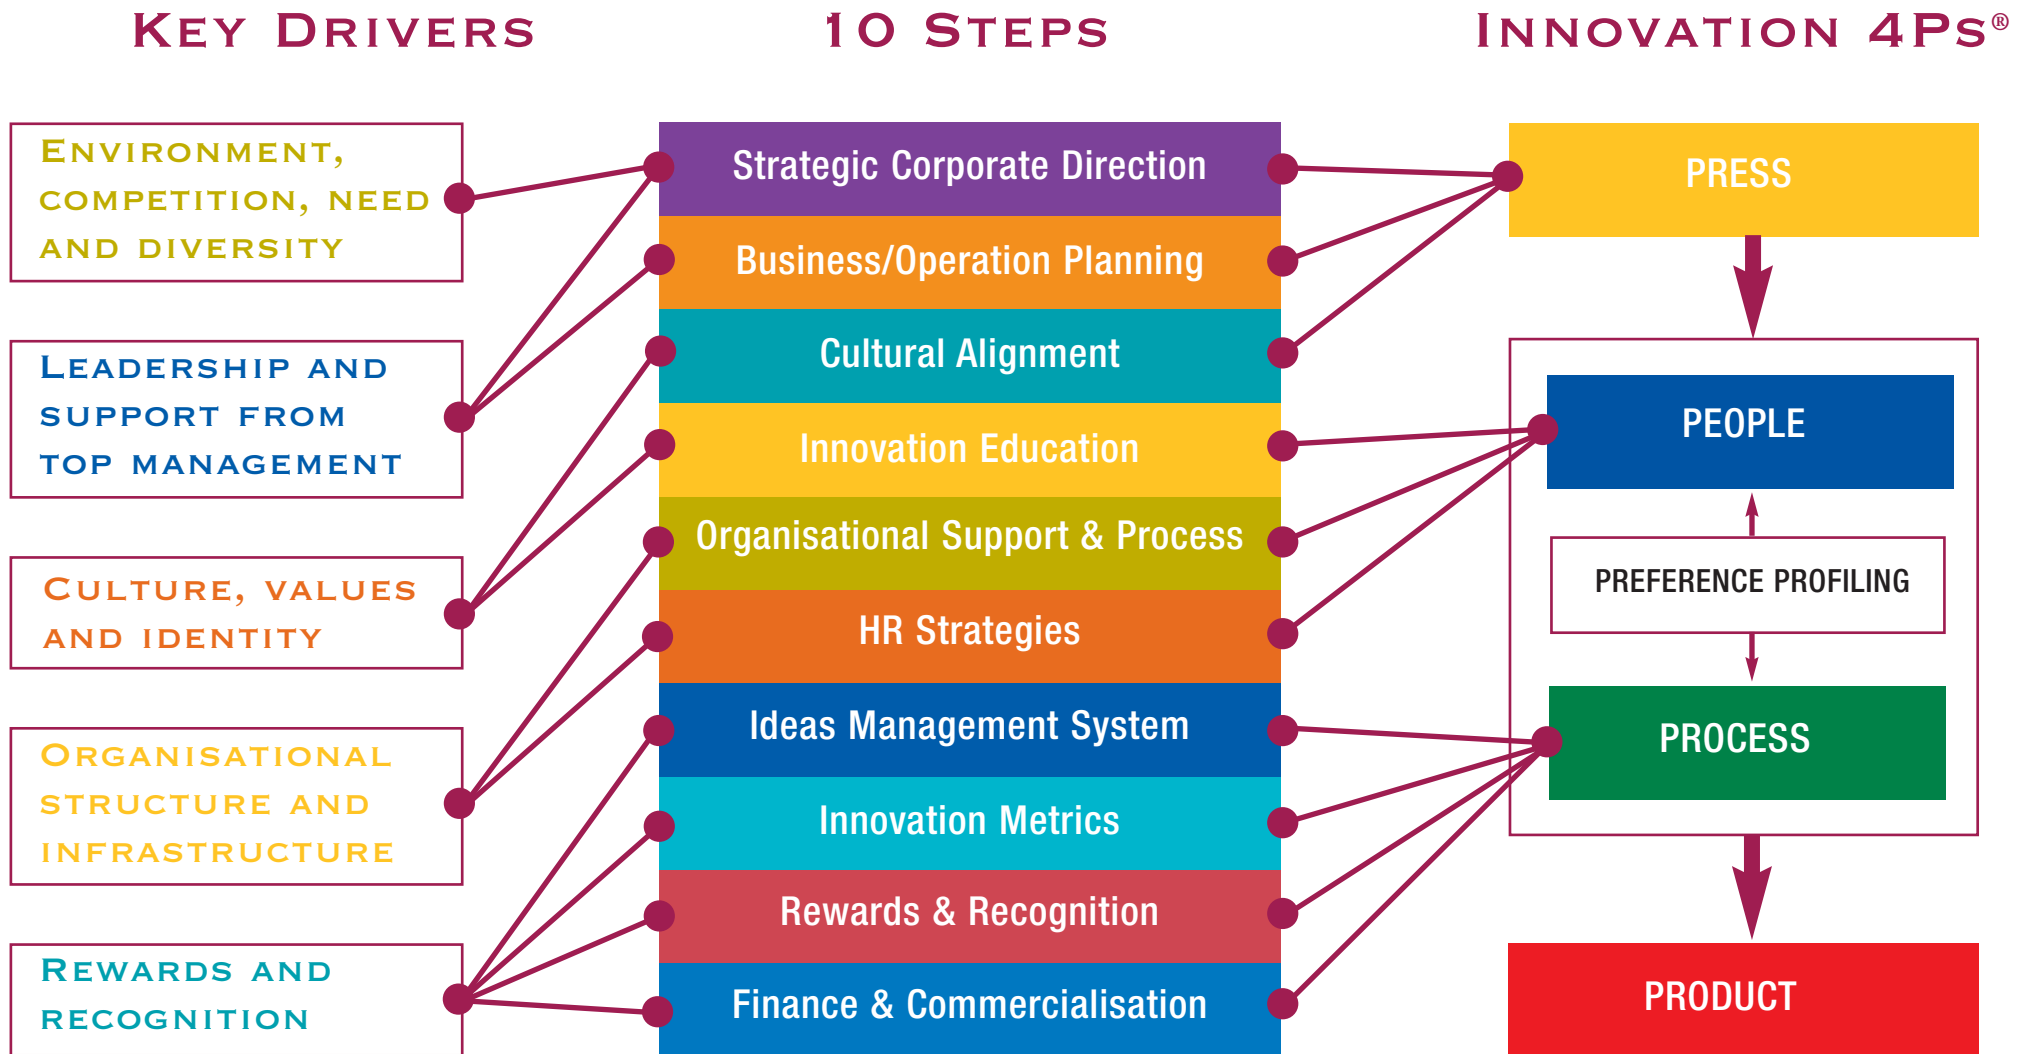 Key Drivers
10 Steps
Innovation 4Ps®
Environment,
competition, need
and diversity
Leadership and
support from
top management
Culture, values
and identity
Organisational
structure and
infrastructure
Rewards and
recognition
Strategic Corporate Direction
Business/Operation Planning
Cultural Alignment
Innovation Education
Organisational Support & Process
HR Strategies
Ideas Management System
Innovation Metrics
Rewards & Recognition
Finance & Commercialisation
PRESS
PEOPLE
PREFERENCE PROFILING
PROCESS
PRODUCT